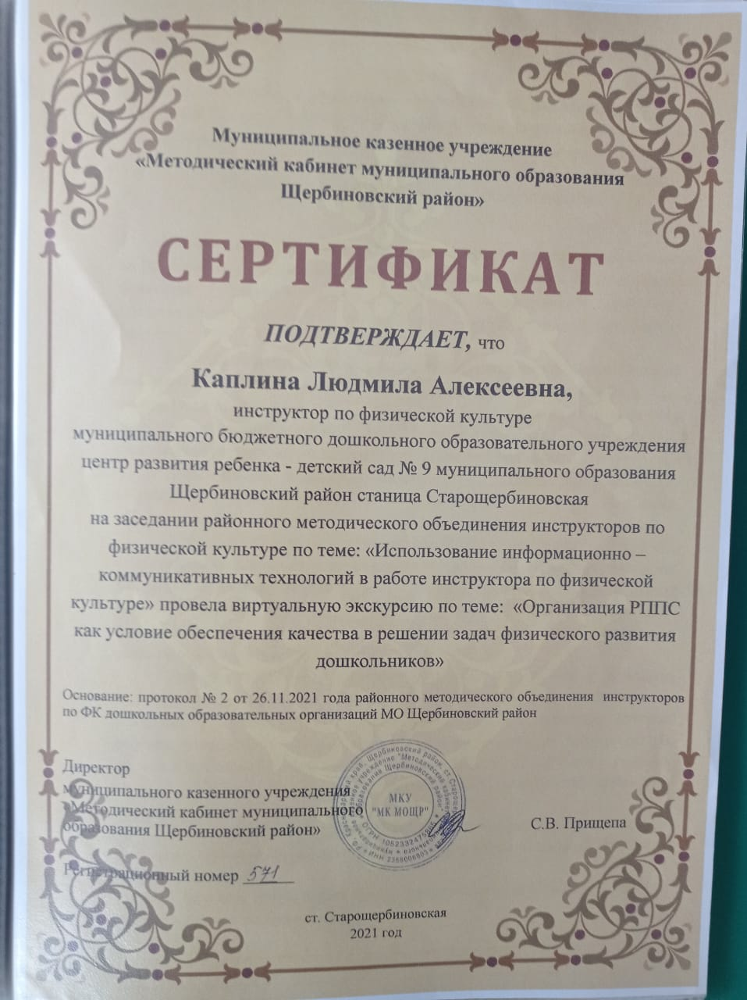 Муниципальное казенное учреждение
«Методический кабинет муниципального образования
Щербиновский район»
СЕРТИФИКАТ
ПОДТВЕРЖДАЕТ, что
Каплина Людмила Алексеевна,
инструктор по физической культуре
муниципального бюджетного дошкольного образовательного учреждения
центр развития ребенка - детский сад № 9 муниципального образования
Щербиновский район станица Старощербиновская
на заседании районного методического объединения инструкторов по
физической культуре по теме: «Использование информационно –
коммуникативных технологий в работе инструктора по физической
культуре» провела виртуальную экскурсию по теме: «Организация РППС
как условие обеспечения качества в решении задач физического развития
дошкольников»
Основание: протокол № 2 от 26.11.2021 года районного методического объединения инструкторов
по ФК дошкольных образовательных организаций МО Щербиновский район
Директор
муниципального казенного учреждения
«Методический кабинет муниципального
образования Щербиновский район»
С.В. Прищепа
МКУ
"МК МОЩР"
Регистрационный номер 571
ст. Старощербиновская
2021 год